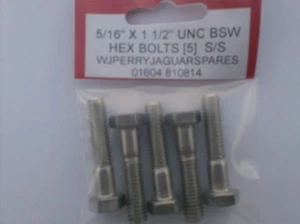 5/16" X 1 1/2" UNC BSW
HEX BOLTS [5] S/S
WJPERRYJAGUARSPARES
01604 810814